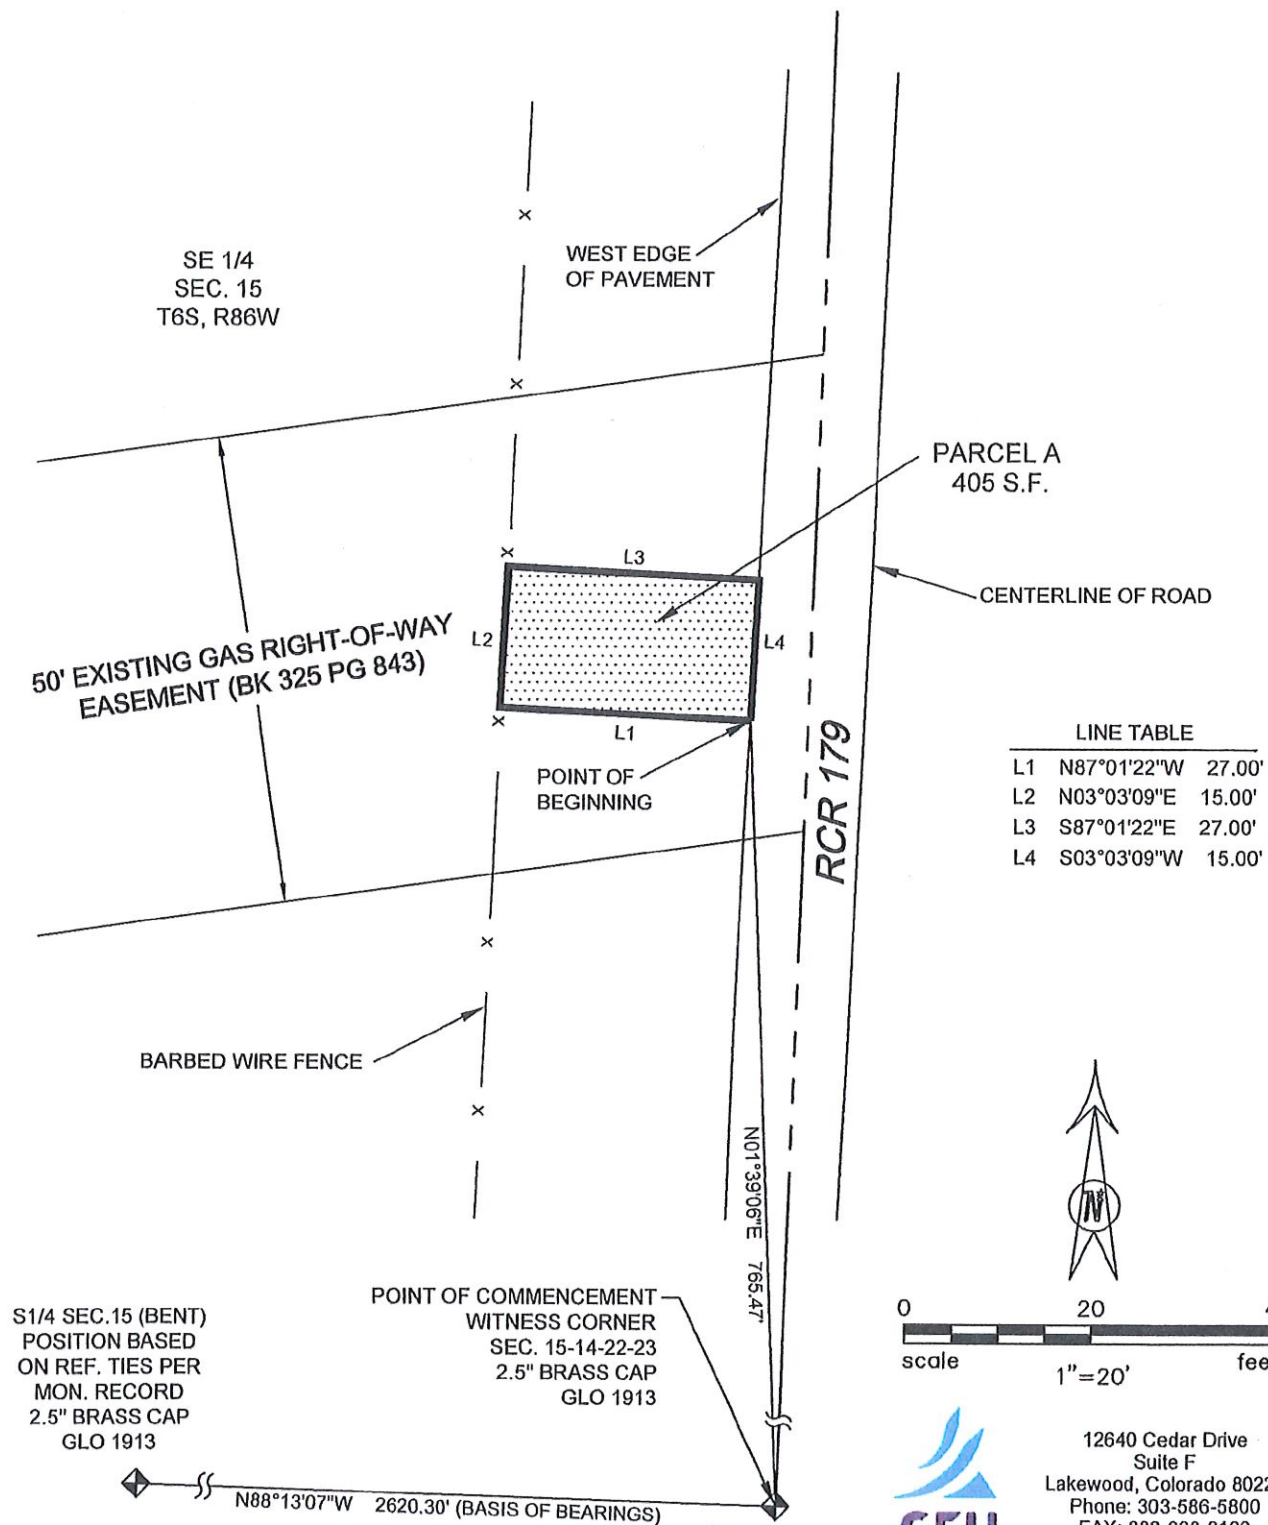 SE 1/4
SEC. 15
T6S, R86W
WEST EDGE
OF PAVEMENT
PARCEL A
405 S.F.
L3
L2
L4
L1
CENTERLINE OF ROAD
50' EXISTING GAS RIGHT-OF-WAY
EASEMENT (BK 325 PG 843)
POINT OF
BEGINNING
RCR 179
LINE TABLE
L1 N87°01'22"W 27.00'
L2 N03°03'09"E 15.00'
L3 S87°01'22"E 27.00'
L4 S03°03'09"W 15.00'
BARBED WIRE FENCE
N01°39'06"E 765.47'
N
S1/4 SEC.15 (BENT)
POSITION BASED
ON REF. TIES PER
MON. RECORD
2.5" BRASS CAP
GLO 1913
POINT OF COMMENCEMENT
WITNESS CORNER
SEC. 15-14-22-23
2.5" BRASS CAP
GLO 1913
N88°13'07"W 2620.30' (BASIS OF BEARINGS)
0 20
scale
1"=20'
12640 Cedar Drive
Suite F
Lakewood, Colorado 8022
Phone: 303-586-5800